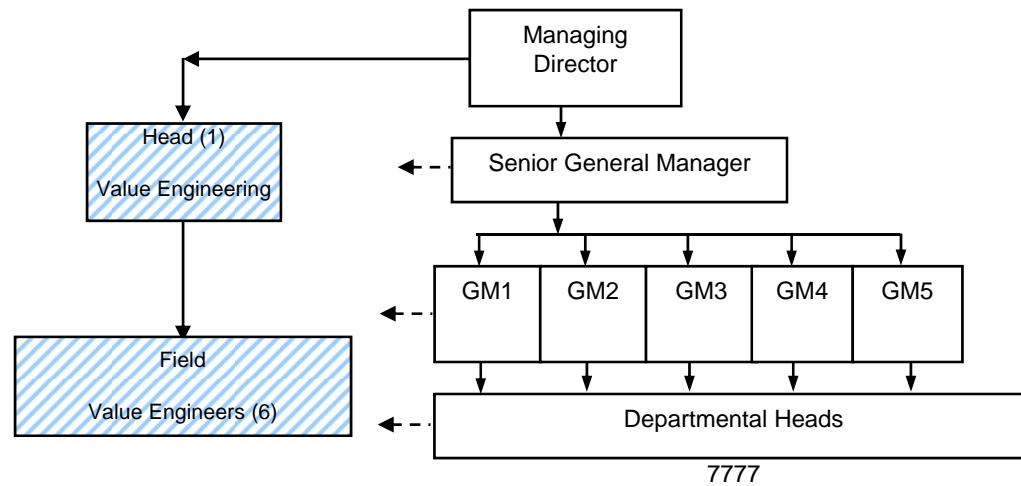 Managing
Director
Head (1)
Value Engineering
Senior General Manager
GM1
GM2
GM3
GM4
GM5
Field
Value Engineers (6)
Departmental Heads
7777